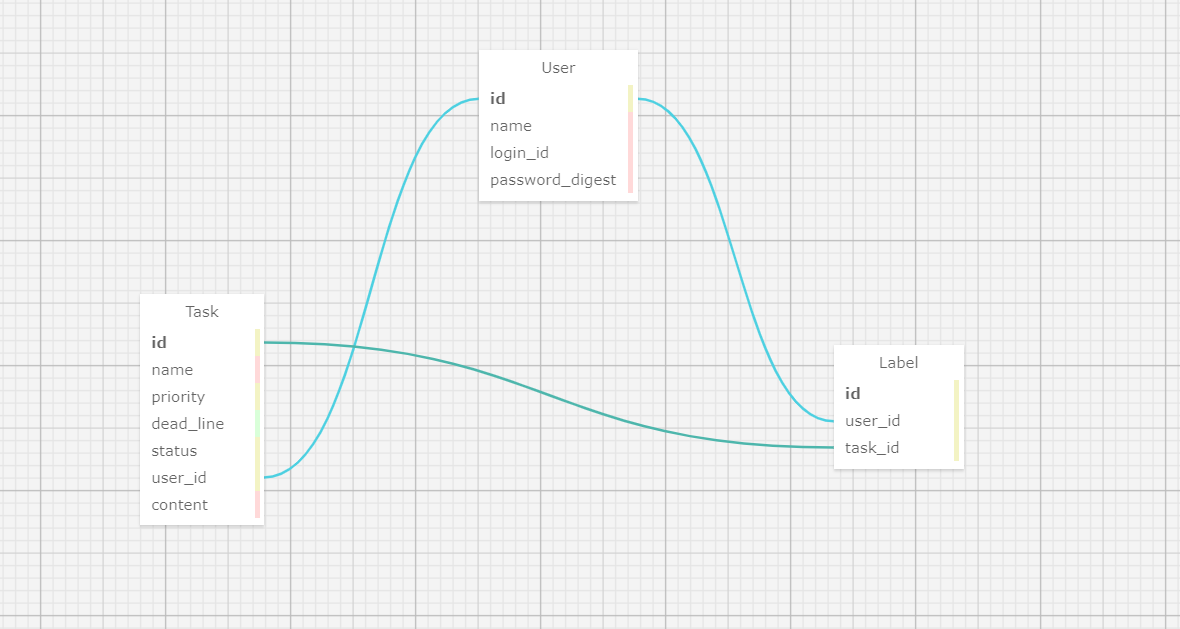 User
id
name
login_id
password_digest
Task
id
name
priority
dead_line
status
user_id
content
Label
id
user_id
task_id